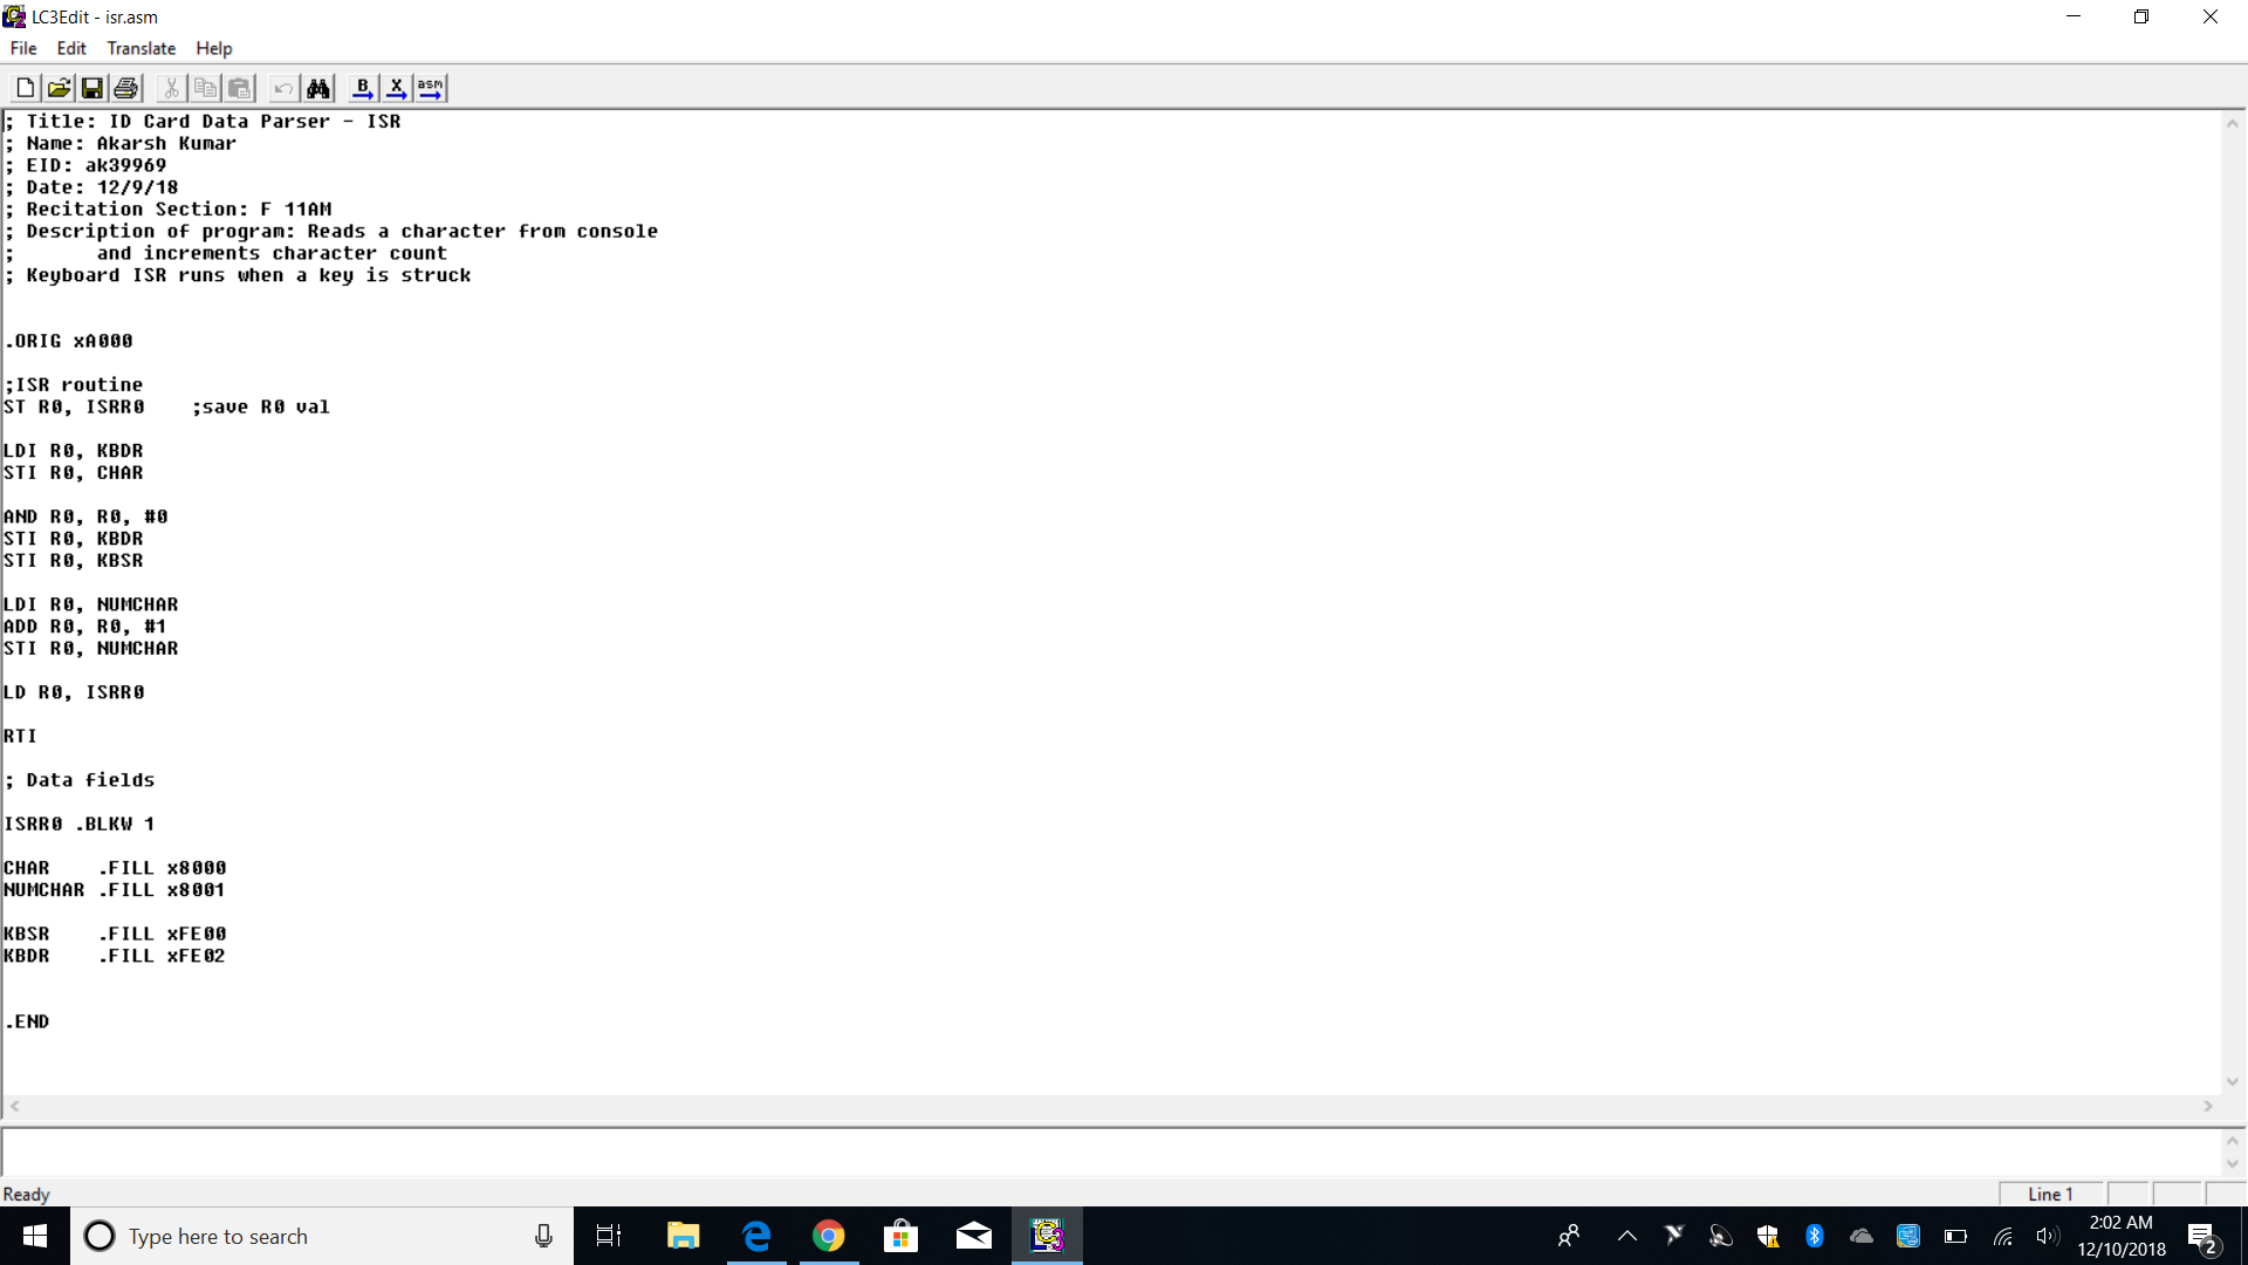 LC3Edit - isr.asm
File Edit Translate Help
B X asm
; Title: ID Card Data Parser - ISR
; Name: Akarsh Kumar
; EID: ak39969
; Date: 12/9/18
; Recitation Section: F 11AM
; Description of program: Reads a character from console
;       and increments character count
; Keyboard ISR runs when a key is struck
.ORIG xA000
;ISR routine
ST R0, ISRR0    ;save R0 val
LDI R0, KBDR
STI R0, CHAR
AND R0, R0, #0
STI R0, KBDR
STI R0, KBSR
LDI R0, NUMCHAR
ADD R0, R0, #1
STI R0, NUMCHAR
LD R0, ISRR0
RTI
; Data fields
ISRR0 .BLKW 1
CHAR    .FILL x8000
NUMCHAR .FILL x8001
KBSR    .FILL xFE00
KBDR    .FILL xFE02
.END
Ready
Line 1
Type here to search
2:02 AM
12/10/2018
2